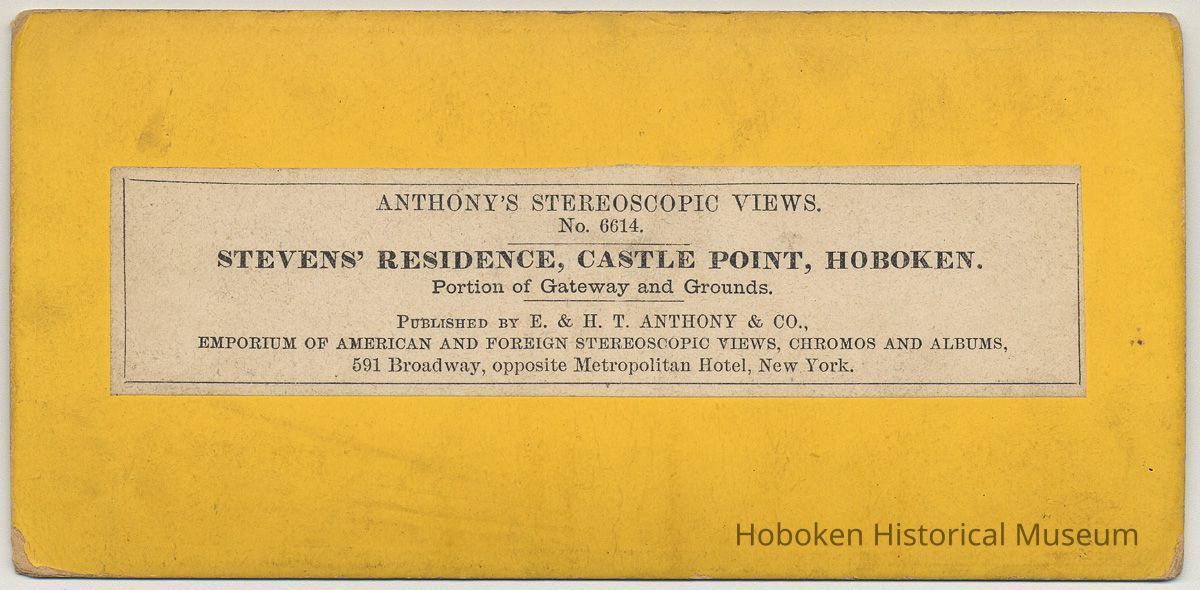 ANTHONY'S STEREOSCOPIC VIEWS.
No. 6614.
STEVENS' RESIDENCE, CASTLE POINT, HOBOKEN.
Portion of Gateway and Grounds.
PUBLISHED BY E. & H. T. ANTHONY & CO.,
EMPORIUM OF AMERICAN AND FOREIGN STEREOSCOPIC VIEWS, CHROMOS AND ALBUMS,
591 Broadway, opposite Metropolitan Hotel, New York.
Hoboken Historical Museum